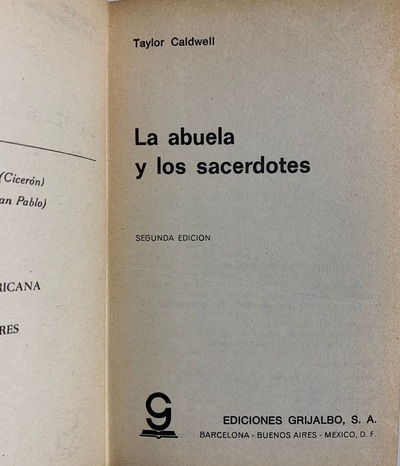 (Cicerón)
an Pablo)
RICANA
RES
Taylor Caldwell
La abuela
y los sacerdotes
SEGUNDA EDICION
EDICIONES GRIJALBO, S. A.
BARCELONA - BUENOS AIRES - MEXICO, D. F.